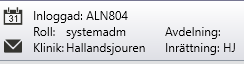 31
Inloggad: ALN804
Roll: systemadm Avdelning:
Klinik: Hallandsjouren Inrättning: HJ